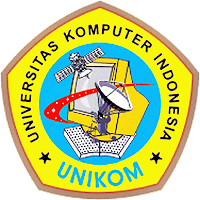 ★ UNIVERSITAS KOMPUTER INDONESIA ★
UNIKOM